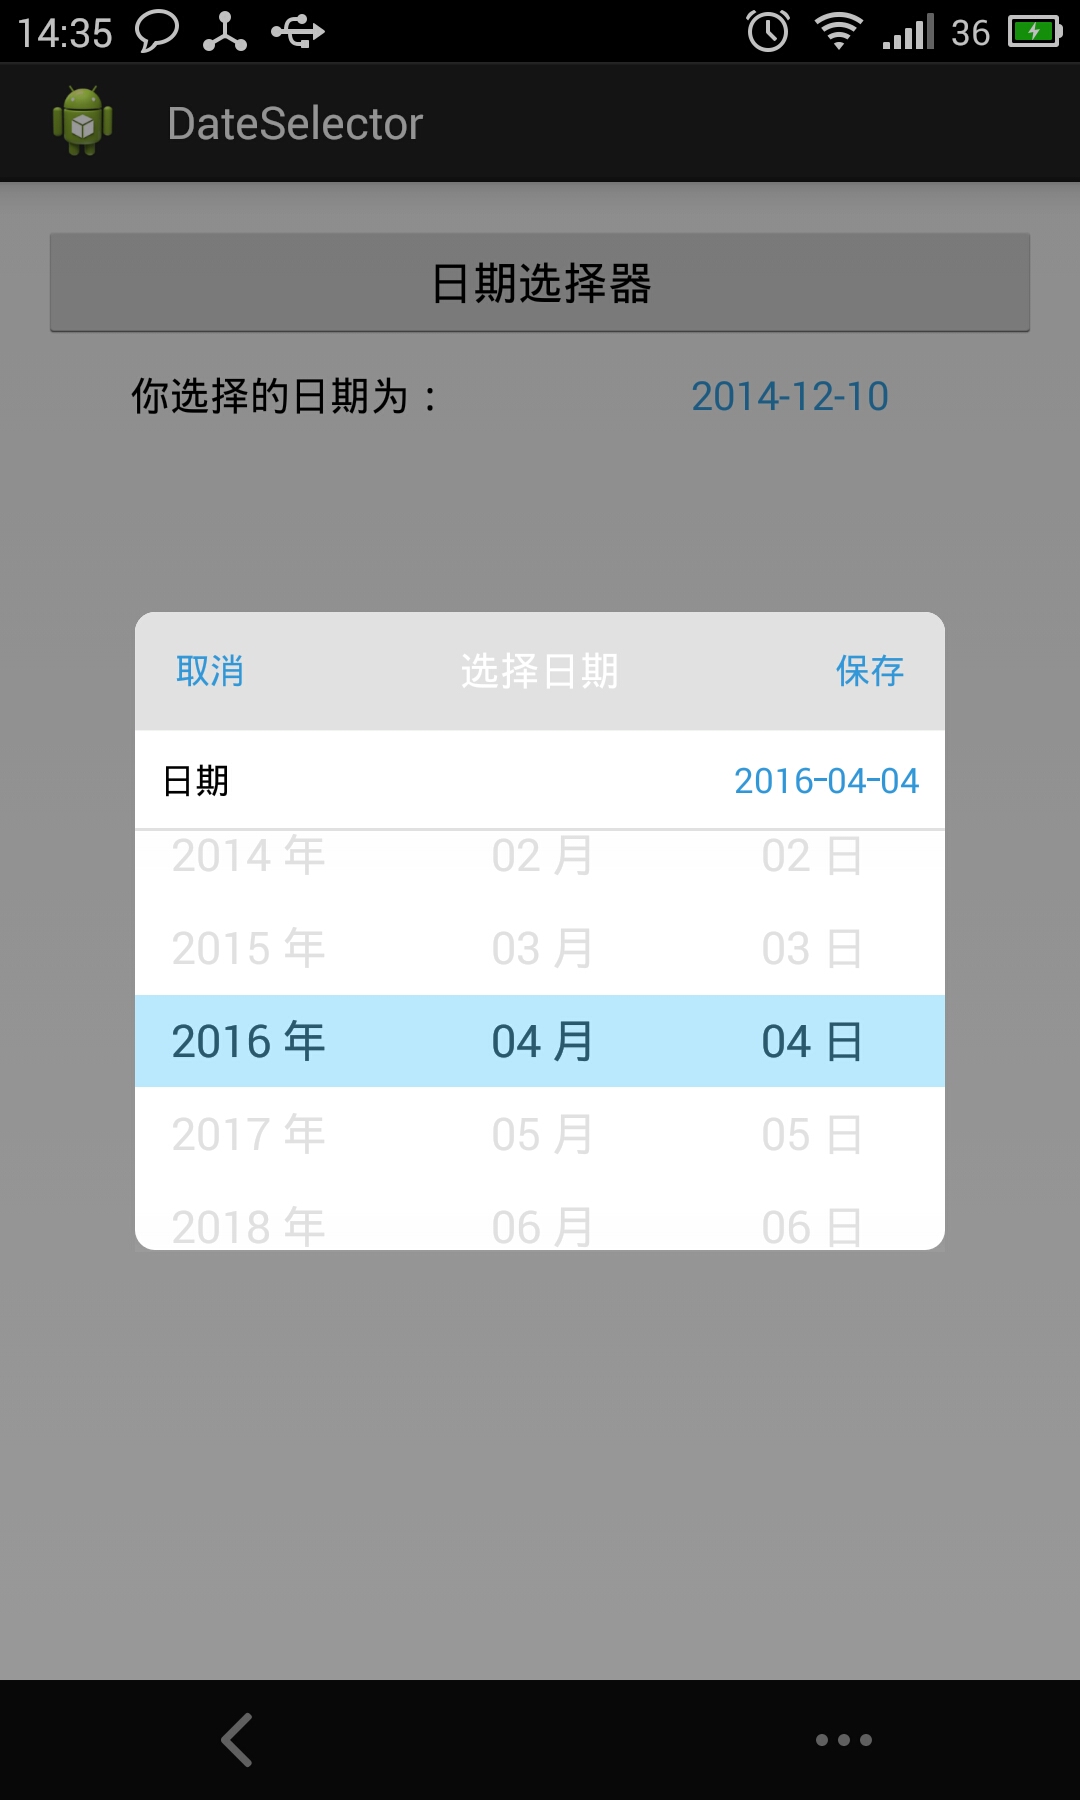 14:35 36
DateSelector
日期选择器
你选择的日期为： 2014-12-10
取消 选择日期 保存
日期 2016-04-04
2014 年 02 月 02 日
2015 年 03 月 03 日
2016 年 04 月 04 日
2017 年 05 月 05 日
2018 年 06 月 06 日